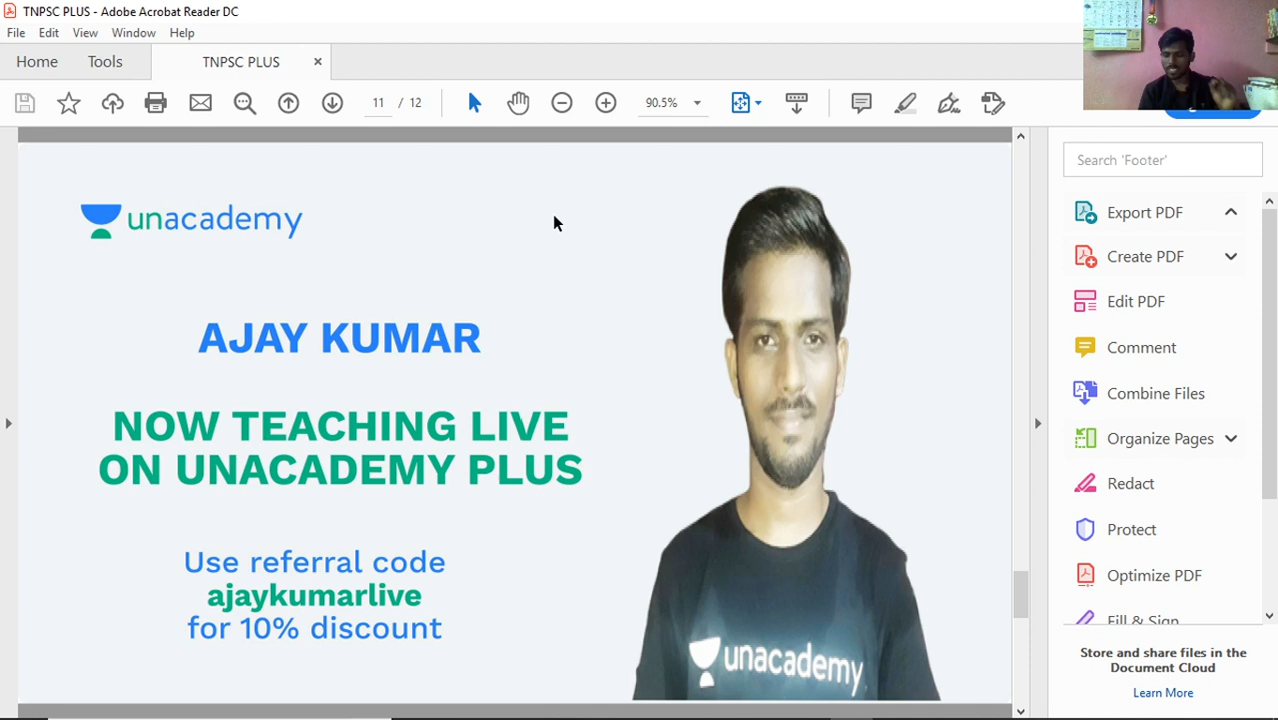 TNPSC PLUS - Adobe Acrobat Reader DC
File Edit View Window Help
Home Tools TNPSC PLUS ×
11 / 12 90.5%
Search 'Footer'
unacademy
Export PDF
Create PDF
AJAY KUMAR
Edit PDF
Comment
NOW TEACHING LIVE
ON UNACADEMY PLUS
Combine Files
Organize Pages
Redact
Protect
Use referral code
ajaykumarlive
for 10% discount
Optimize PDF
Fill & Sign
unacademy
Store and share files in the
Document Cloud
Learn More